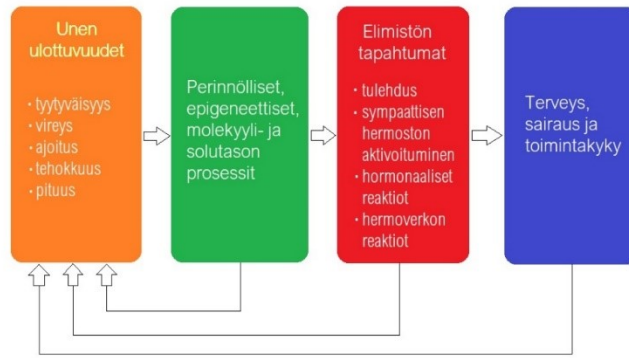 Unen
ulottuvuudet
• tyytyväisyys
• vireys
• ajoitus
• tehokkuus
• pituus
Perinnölliset,
epigeneettiset,
molekyyli- ja
solutason
prosessit
Elimistön
tapahtumat
• tulehdus
• sympaattisen
hermoston
aktivoituminen
• hormonaaliset
reaktiot
• hermoverkon
reaktiot
Terveys,
sairaus ja
toimintakyky